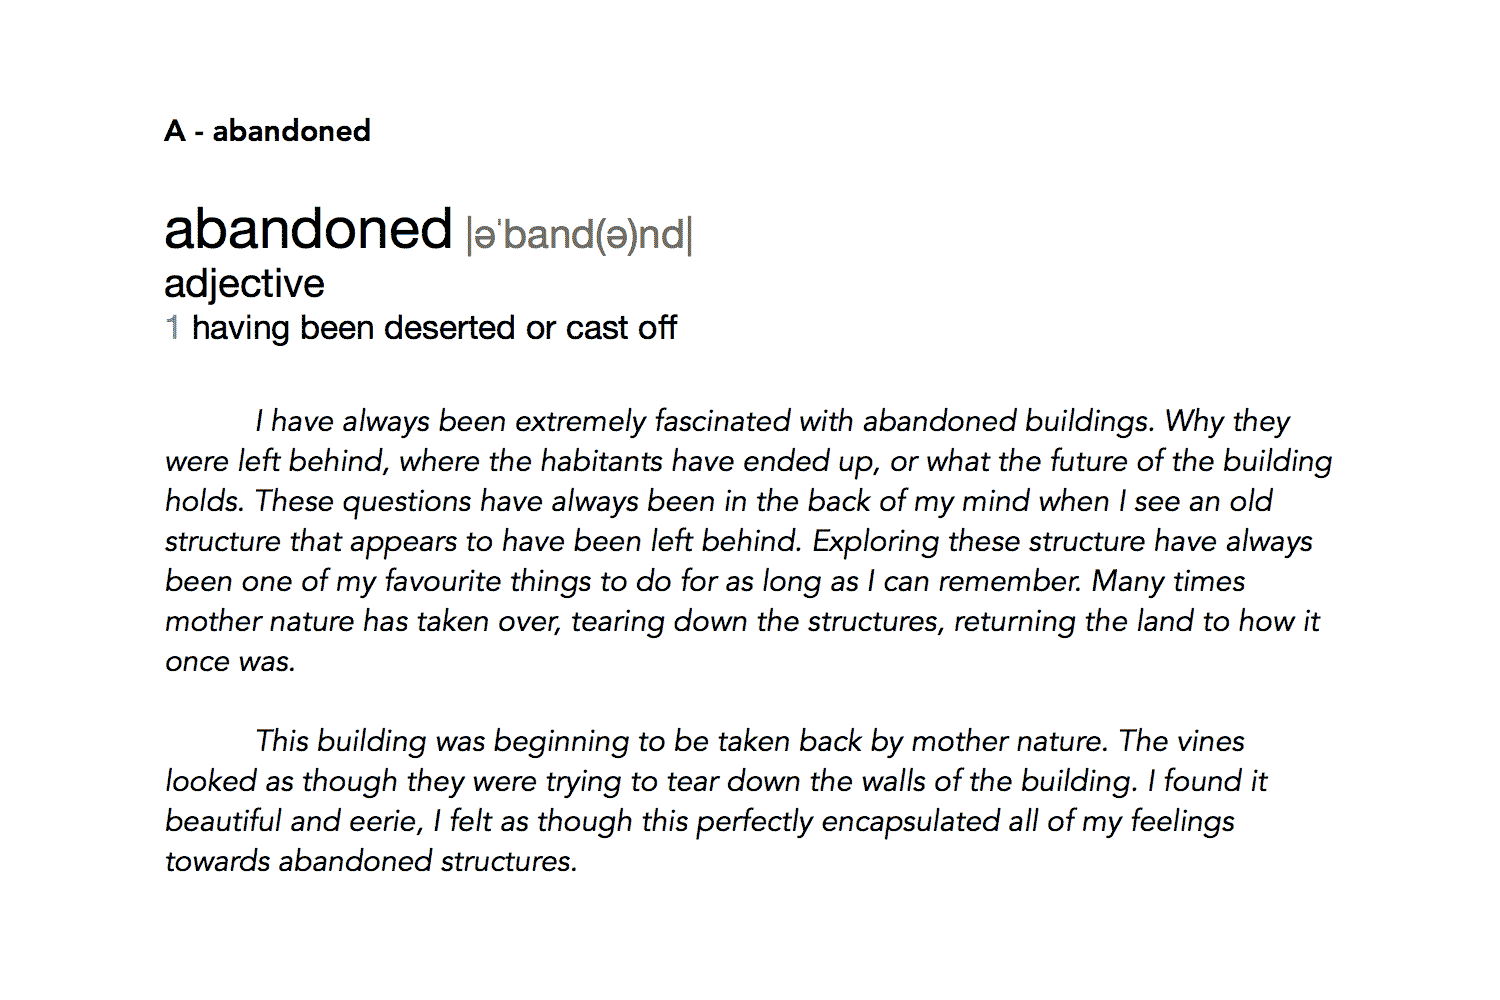 A - abandoned
abandoned |əˈband(ə)nd|
adjective
1 having been deserted or cast off
I have always been extremely fascinated with abandoned buildings. Why they
were left behind, where the habitants have ended up, or what the future of the building
holds. These questions have always been in the back of my mind when I see an old
structure that appears to have been left behind. Exploring these structure have always
been one of my favourite things to do for as long as I can remember. Many times
mother nature has taken over, tearing down the structures, returning the land to how it
once was.
This building was beginning to be taken back by mother nature. The vines
looked as though they were trying to tear down the walls of the building. I found it
beautiful and eerie, I felt as though this perfectly encapsulated all of my feelings
towards abandoned structures.